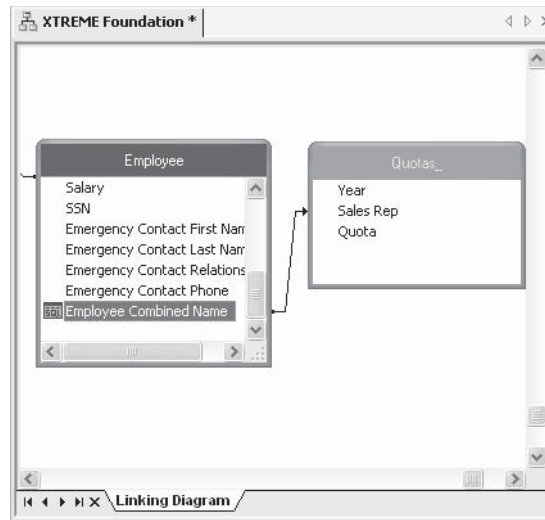 XTREME Foundation *
Employee
Salary
SSN
Emergency Contact First Nam
Emergency Contact Last Nam
Emergency Contact Relations
Emergency Contact Phone
Employee Combined Name
Quotas_
Year
Sales Rep
Quota
Linking Diagram